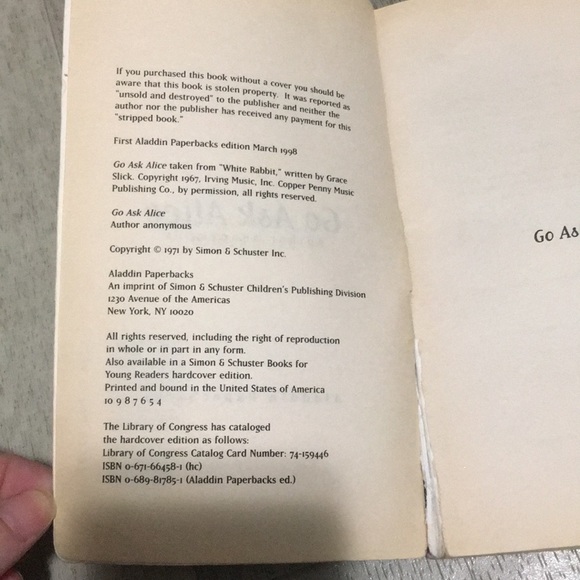 If you purchased this book without a cover you should be
aware that this book is stolen property. It was reported as
"unsold and destroyed" to the publisher and neither the
author nor the publisher has received any payment for this
"stripped book."
First Aladdin Paperbacks edition March 1998
Go Ask Alice taken from "White Rabbit," written by Grace
Slick. Copyright 1967, Irving Music, Inc. Copper Penny Music
Publishing Co., by permission, all rights reserved.
Go Ask Alice
Author anonymous
Copyright © 1971 by Simon & Schuster Inc.
Aladdin Paperbacks
An imprint of Simon & Schuster Children's Publishing Division
1230 Avenue of the Americas
New York, NY 10020
All rights reserved, including the right of reproduction
in whole or in part in any form.
Also available in a Simon & Schuster Books for
Young Readers hardcover edition.
Printed and bound in the United States of America
10 9 8 7 6 5 4
The Library of Congress has cataloged
the hardcover edition as follows:
Library of Congress Catalog Card Number: 74-159446
ISBN 0-671-66458-1 (hc)
ISBN 0-689-81785-1 (Aladdin Paperbacks ed.)
Go As